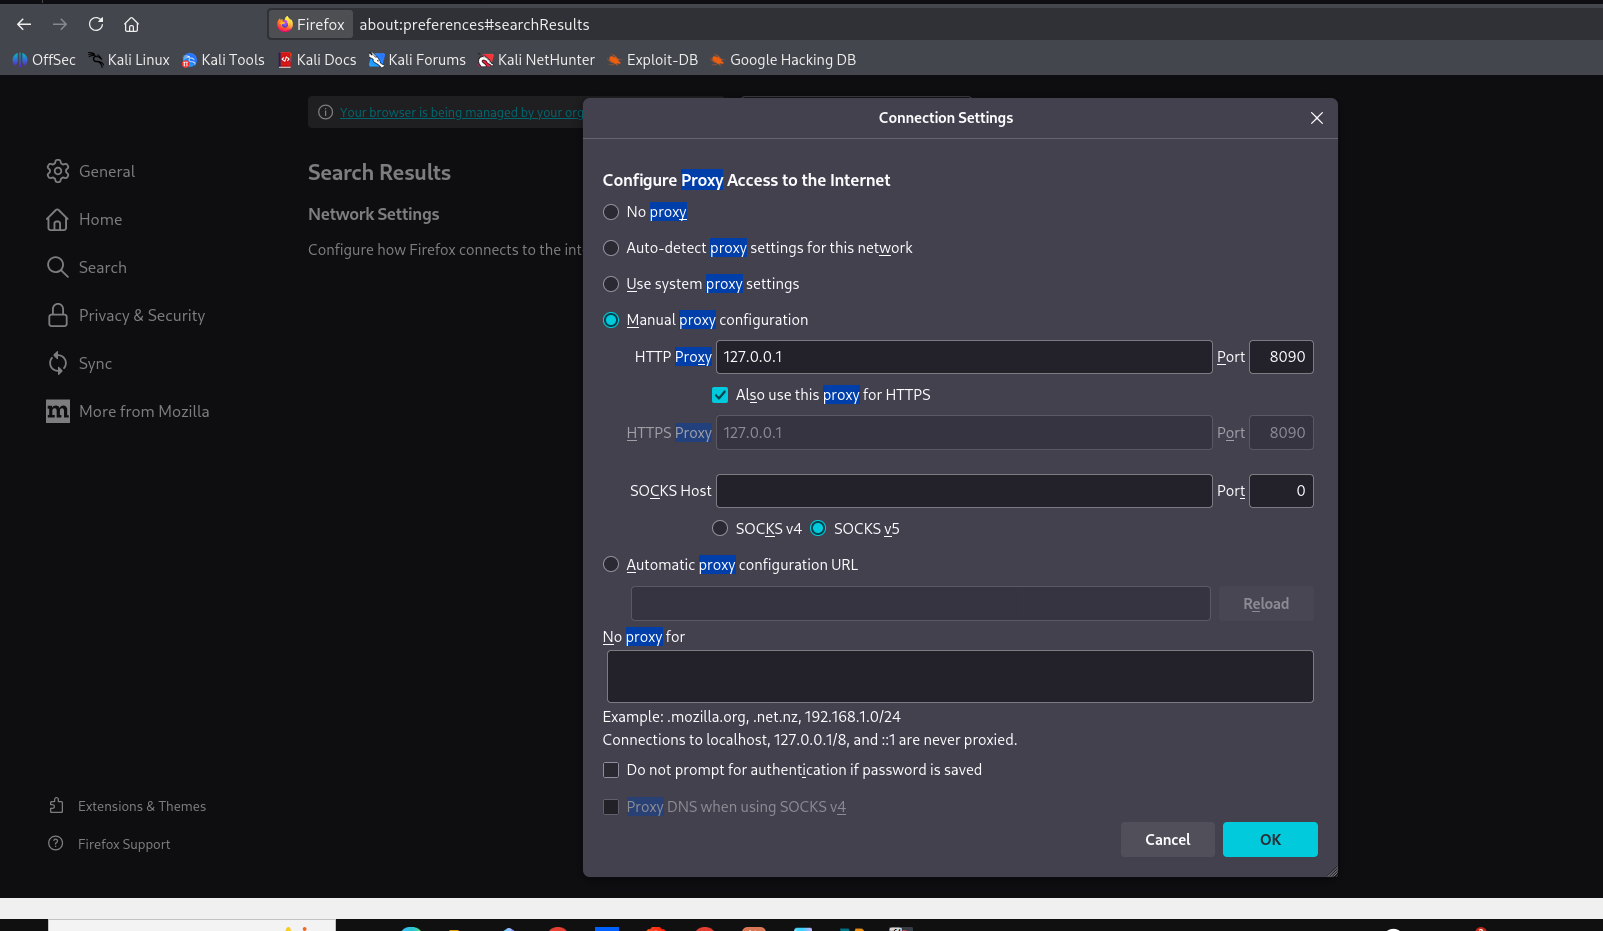 Firefox about:preferences#searchResults
OffSec Kali Linux Kali Tools Kali Docs Kali Forums Kali NetHunter Exploit-DB Google Hacking DB
Your browser is being managed by your org
General
Home
Search
Privacy & Security
Sync
More from Mozilla
Extensions & Themes
Firefox Support
Search Results
Network Settings
Configure how Firefox connects to the int
Connection Settings
Configure Proxy Access to the Internet
No proxy
Auto-detect proxy settings for this network
Use system proxy settings
Manual proxy configuration
HTTP Proxy 127.0.0.1 Port 8090
Also use this proxy for HTTPS
HTTPS Proxy 127.0.0.1 Port 8090
SOCKS Host Port 0
SOCKS v4 SOCKS v5
Automatic proxy configuration URL
Reload
No proxy for
Example: .mozilla.org, .net.nz, 192.168.1.0/24
Connections to localhost, 127.0.0.1/8, and ::1 are never proxied.
Do not prompt for authentication if password is saved
Proxy DNS when using SOCKS v4
Cancel OK